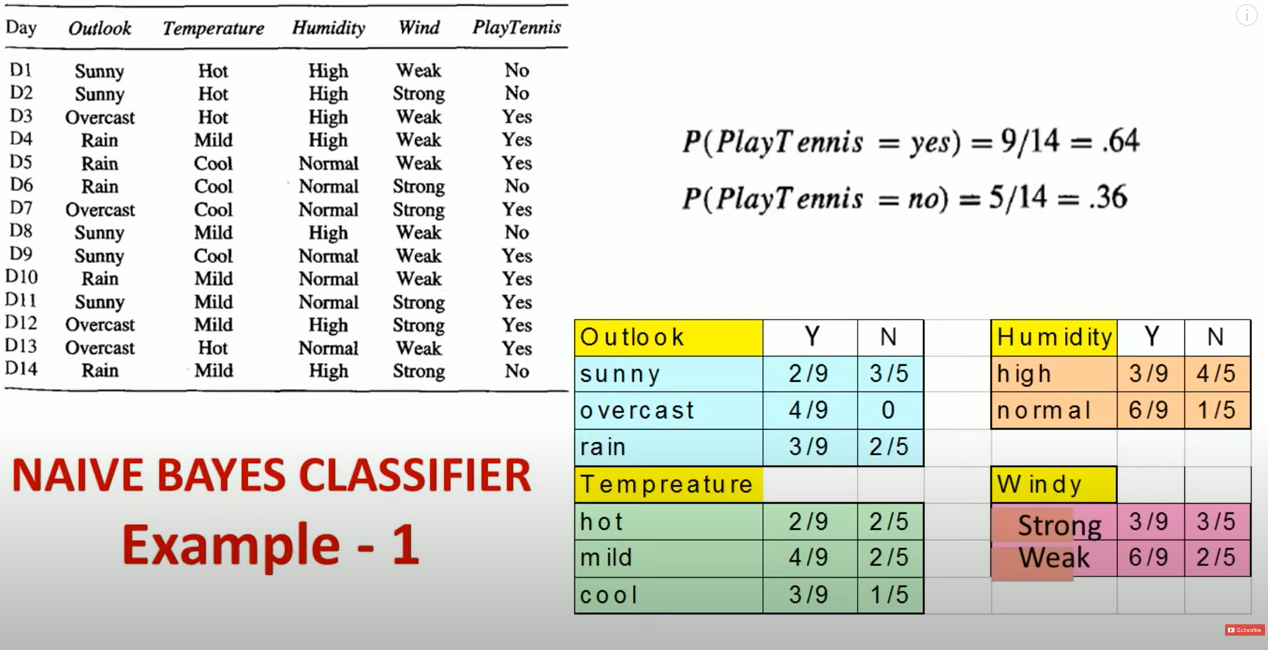 Day Outlook Temperature Humidity Wind PlayTennis
D1 Sunny Hot High Weak No
D2 Sunny Hot High Strong No
D3 Overcast Hot High Weak Yes
D4 Rain Mild High Weak Yes
D5 Rain Cool Normal Weak Yes
D6 Rain Cool Normal Strong No
D7 Overcast Cool Normal Strong Yes
D8 Sunny Mild High Weak No
D9 Sunny Cool Normal Weak Yes
D10 Rain Mild Normal Weak Yes
D11 Sunny Mild Normal Strong Yes
D12 Overcast Mild High Strong Yes
D13 Overcast Hot Normal Weak Yes
D14 Rain Mild High Strong No
P(PlayTennis = yes) = 9/14 = .64
P(PlayTennis = no) = 5/14 = .36
NAIVE BAYES CLASSIFIER
Example - 1
Outlook Y N
sunny 2/9 3/5
overcast 4/9 0
rain 3/9 2/5
Tempreature
hot 2/9 2/5
mild 4/9 2/5
cool 3/9 1/5
Humidity Y N
high 3/9 4/5
normal 6/9 1/5
Windy
Strong 3/9 3/5
Weak 6/9 2/5
Subscribe